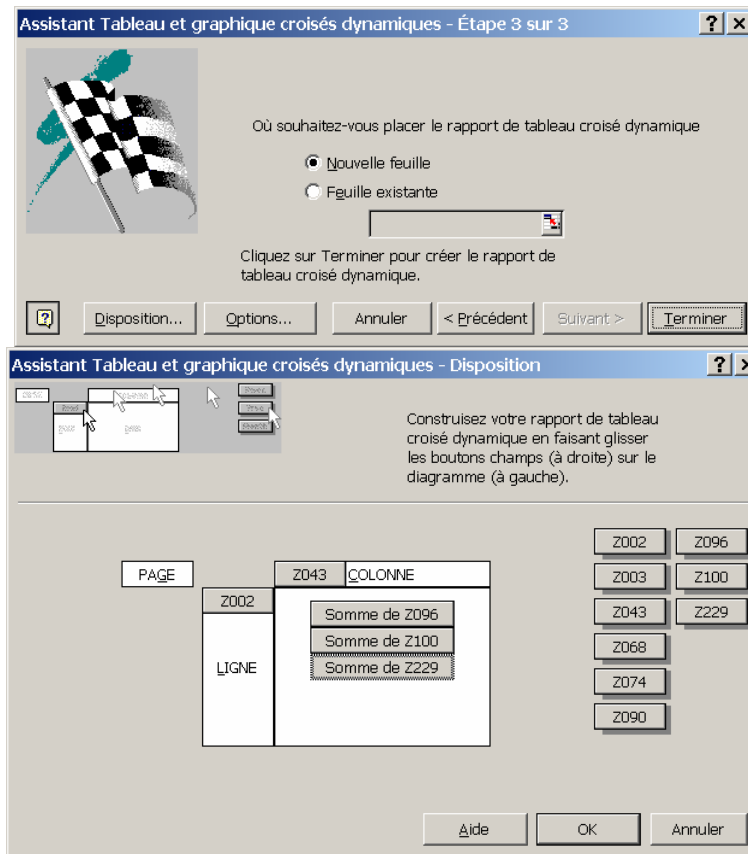 Assistant Tableau et graphique croisés dynamiques - Étape 3 sur 3
Où souhaitez-vous placer le rapport de tableau croisé dynamique
Nouvelle feuille
Feuille existante
Cliquez sur Terminer pour créer le rapport de
tableau croisé dynamique.
Disposition... Options... Annuler < Précédent Suivant > Terminer
Assistant Tableau et graphique croisés dynamiques - Disposition
Construisez votre rapport de tableau
croisé dynamique en faisant glisser
les boutons champs (à droite) sur le
diagramme (à gauche).
Z002 Z096
PAGE Z043 COLONNE Z003 Z100
Z002 Somme de Z096 Z043 Z229
Somme de Z100 Z068
LIGNE Somme de Z229 Z074
Z090
Aide OK Annuler